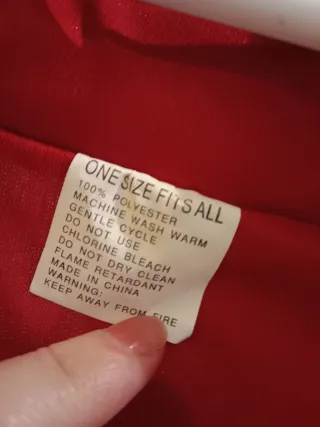 ONE SIZE FITS ALL
100% POLYESTER
MACHINE WASH WARM
GENTLE CYCLE
DO NOT USE
CHLORINE BLEACH
DO NOT DRY CLEAN
FLAME RETARDANT
MADE IN CHINA
WARNING:
KEEP AWAY FROM FIRE